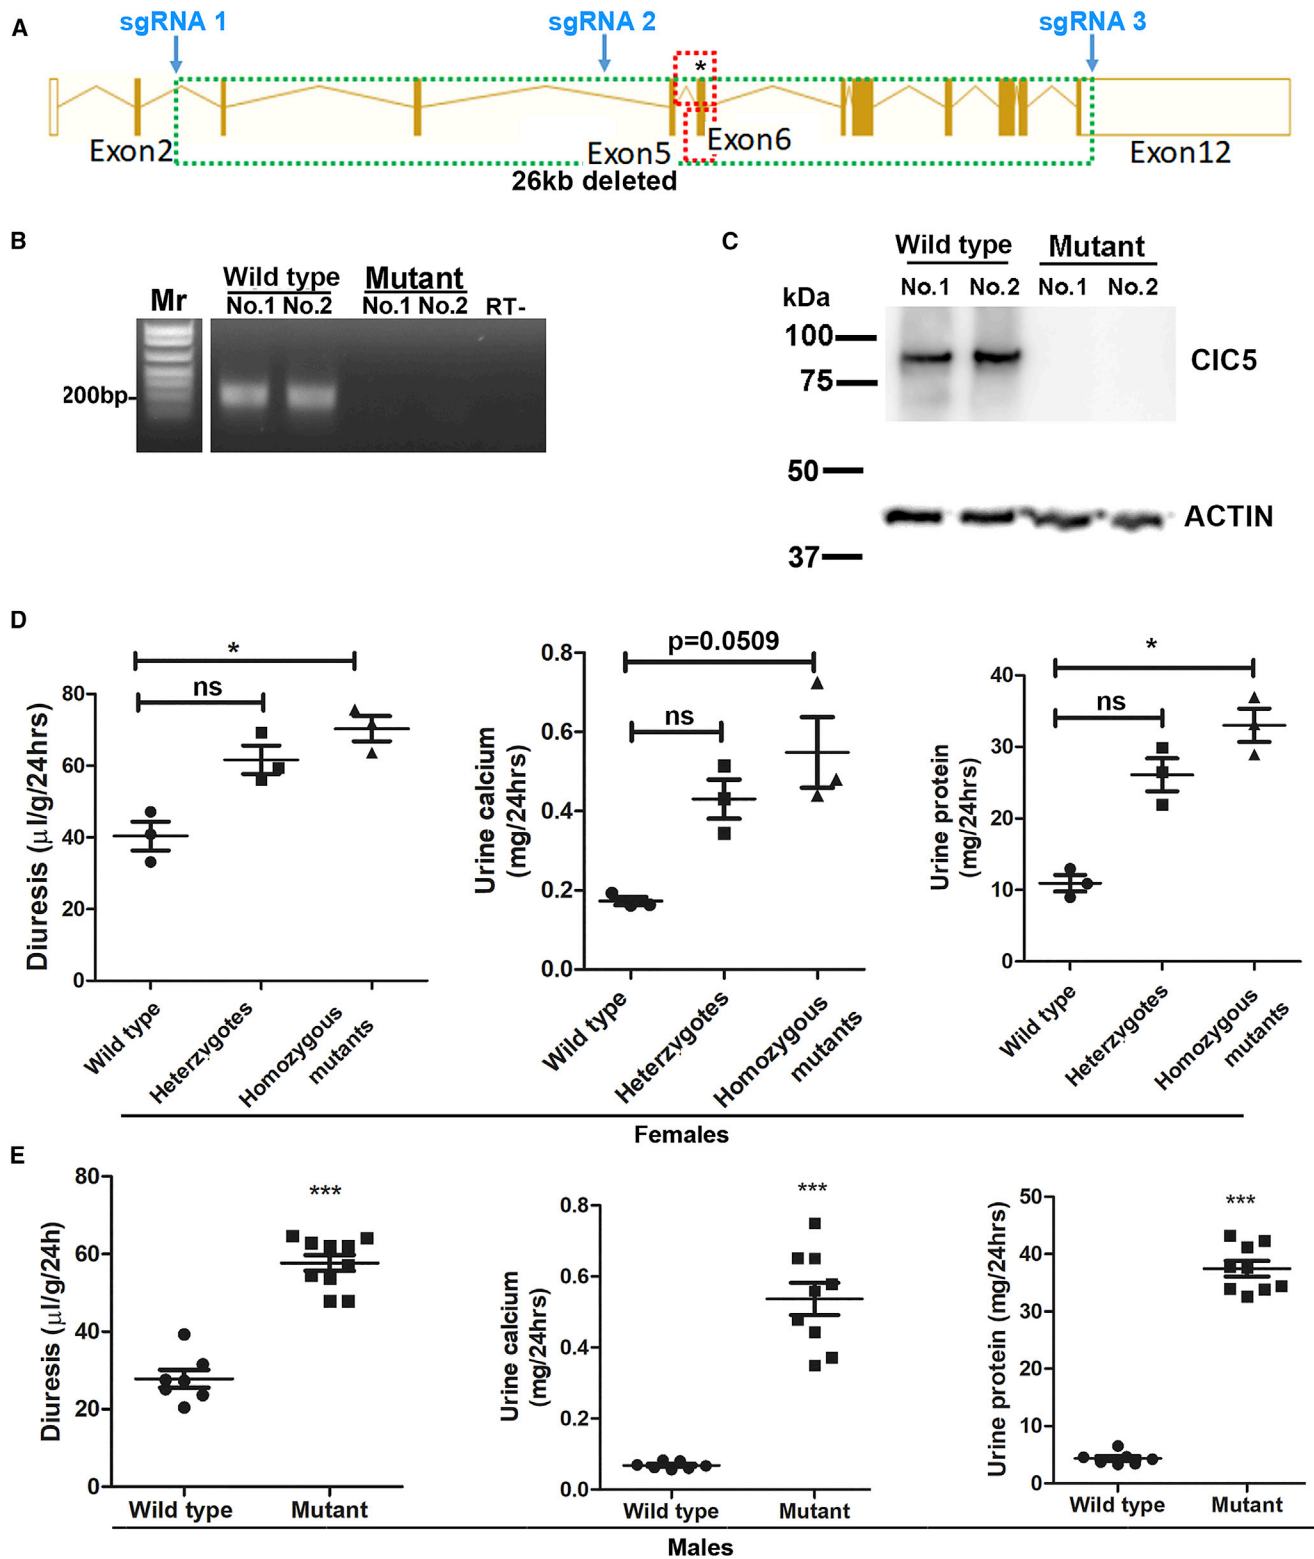 A
sgRNA 1
sgRNA 2
sgRNA 3
*
Exon2
Exon5
Exon6
Exon12
26kb deleted
B
Wild type
Mutant
Mr
No.1 No.2
No.1 No.2
RT-
200bp
C
Wild type
Mutant
kDa
No.1
No.2
No.1
No.2
100
75
CIC5
50
37
ACTIN
D
*
ns
80
60
40
20
0
Diuresis (µl/g/24hrs)
Wild type
Heterzygotes
Homozygous
mutants
p=0.0509
ns
0.8
0.6
0.4
0.2
0.0
Urine calcium
(mg/24hrs)
Wild type
Heterzygotes
Homozygous
mutants
*
ns
40
30
20
10
0
Urine protein
(mg/24hrs)
Wild type
Heterzygotes
Homozygous
mutants
Females
E
***
80
60
40
20
0
Diuresis (µl/g/24h)
Wild type
Mutant
***
0.8
0.6
0.4
0.2
0.0
Urine calcium
(mg/24hrs)
Wild type
Mutant
***
50
40
30
20
10
0
Urine protein (mg/24hrs)
Wild type
Mutant
Males